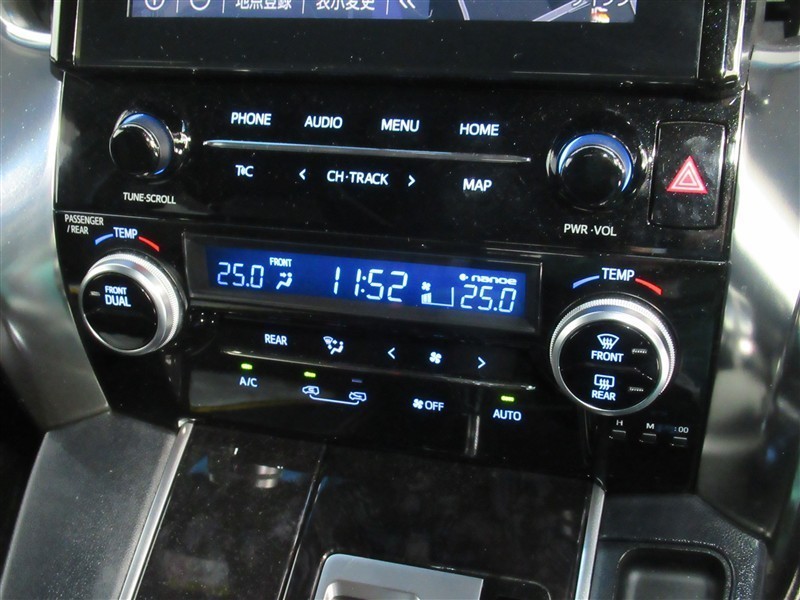 地点登録 表示変更 <<
PHONE AUDIO MENU HOME
T&C < CH·TRACK > MAP
TUNE·SCROLL
PWR·VOL
PASSENGER
/REAR
TEMP
FRONT
DUAL
FRONT
25.0 11:52 nanoe 25.0
TEMP
FRONT
REAR
REAR < >
A/C
OFF
AUTO
H M :00